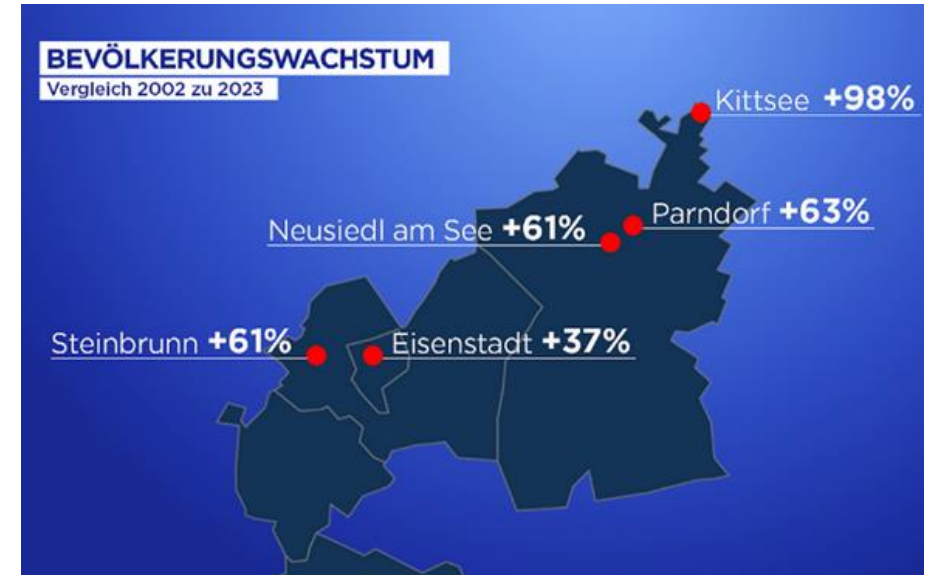 BEVÖLKERUNGSWACHSTUM
Vergleich 2002 zu 2023
Kittsee +98%
Parndorf +63%
Neusiedl am See +61%
Steinbrunn +61%
Eisenstadt +37%